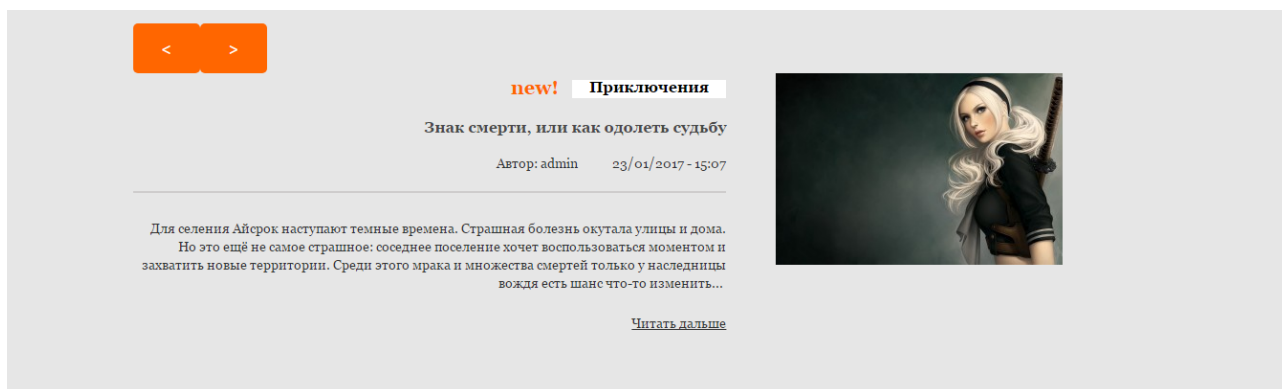 < >
new! Приключения
Знак смерти, или как одолеть судьбу
Автор: admin 23/01/2017 - 15:07
Для селения Айсрок наступают темные времена. Страшная болезнь окутала улицы и дома.
Но это ещё не самое страшное: соседнее поселение хочет воспользоваться моментом и
захватить новые территории. Среди этого мрака и множества смертей только у наследницы
вождя есть шанс что-то изменить...
Читать дальше